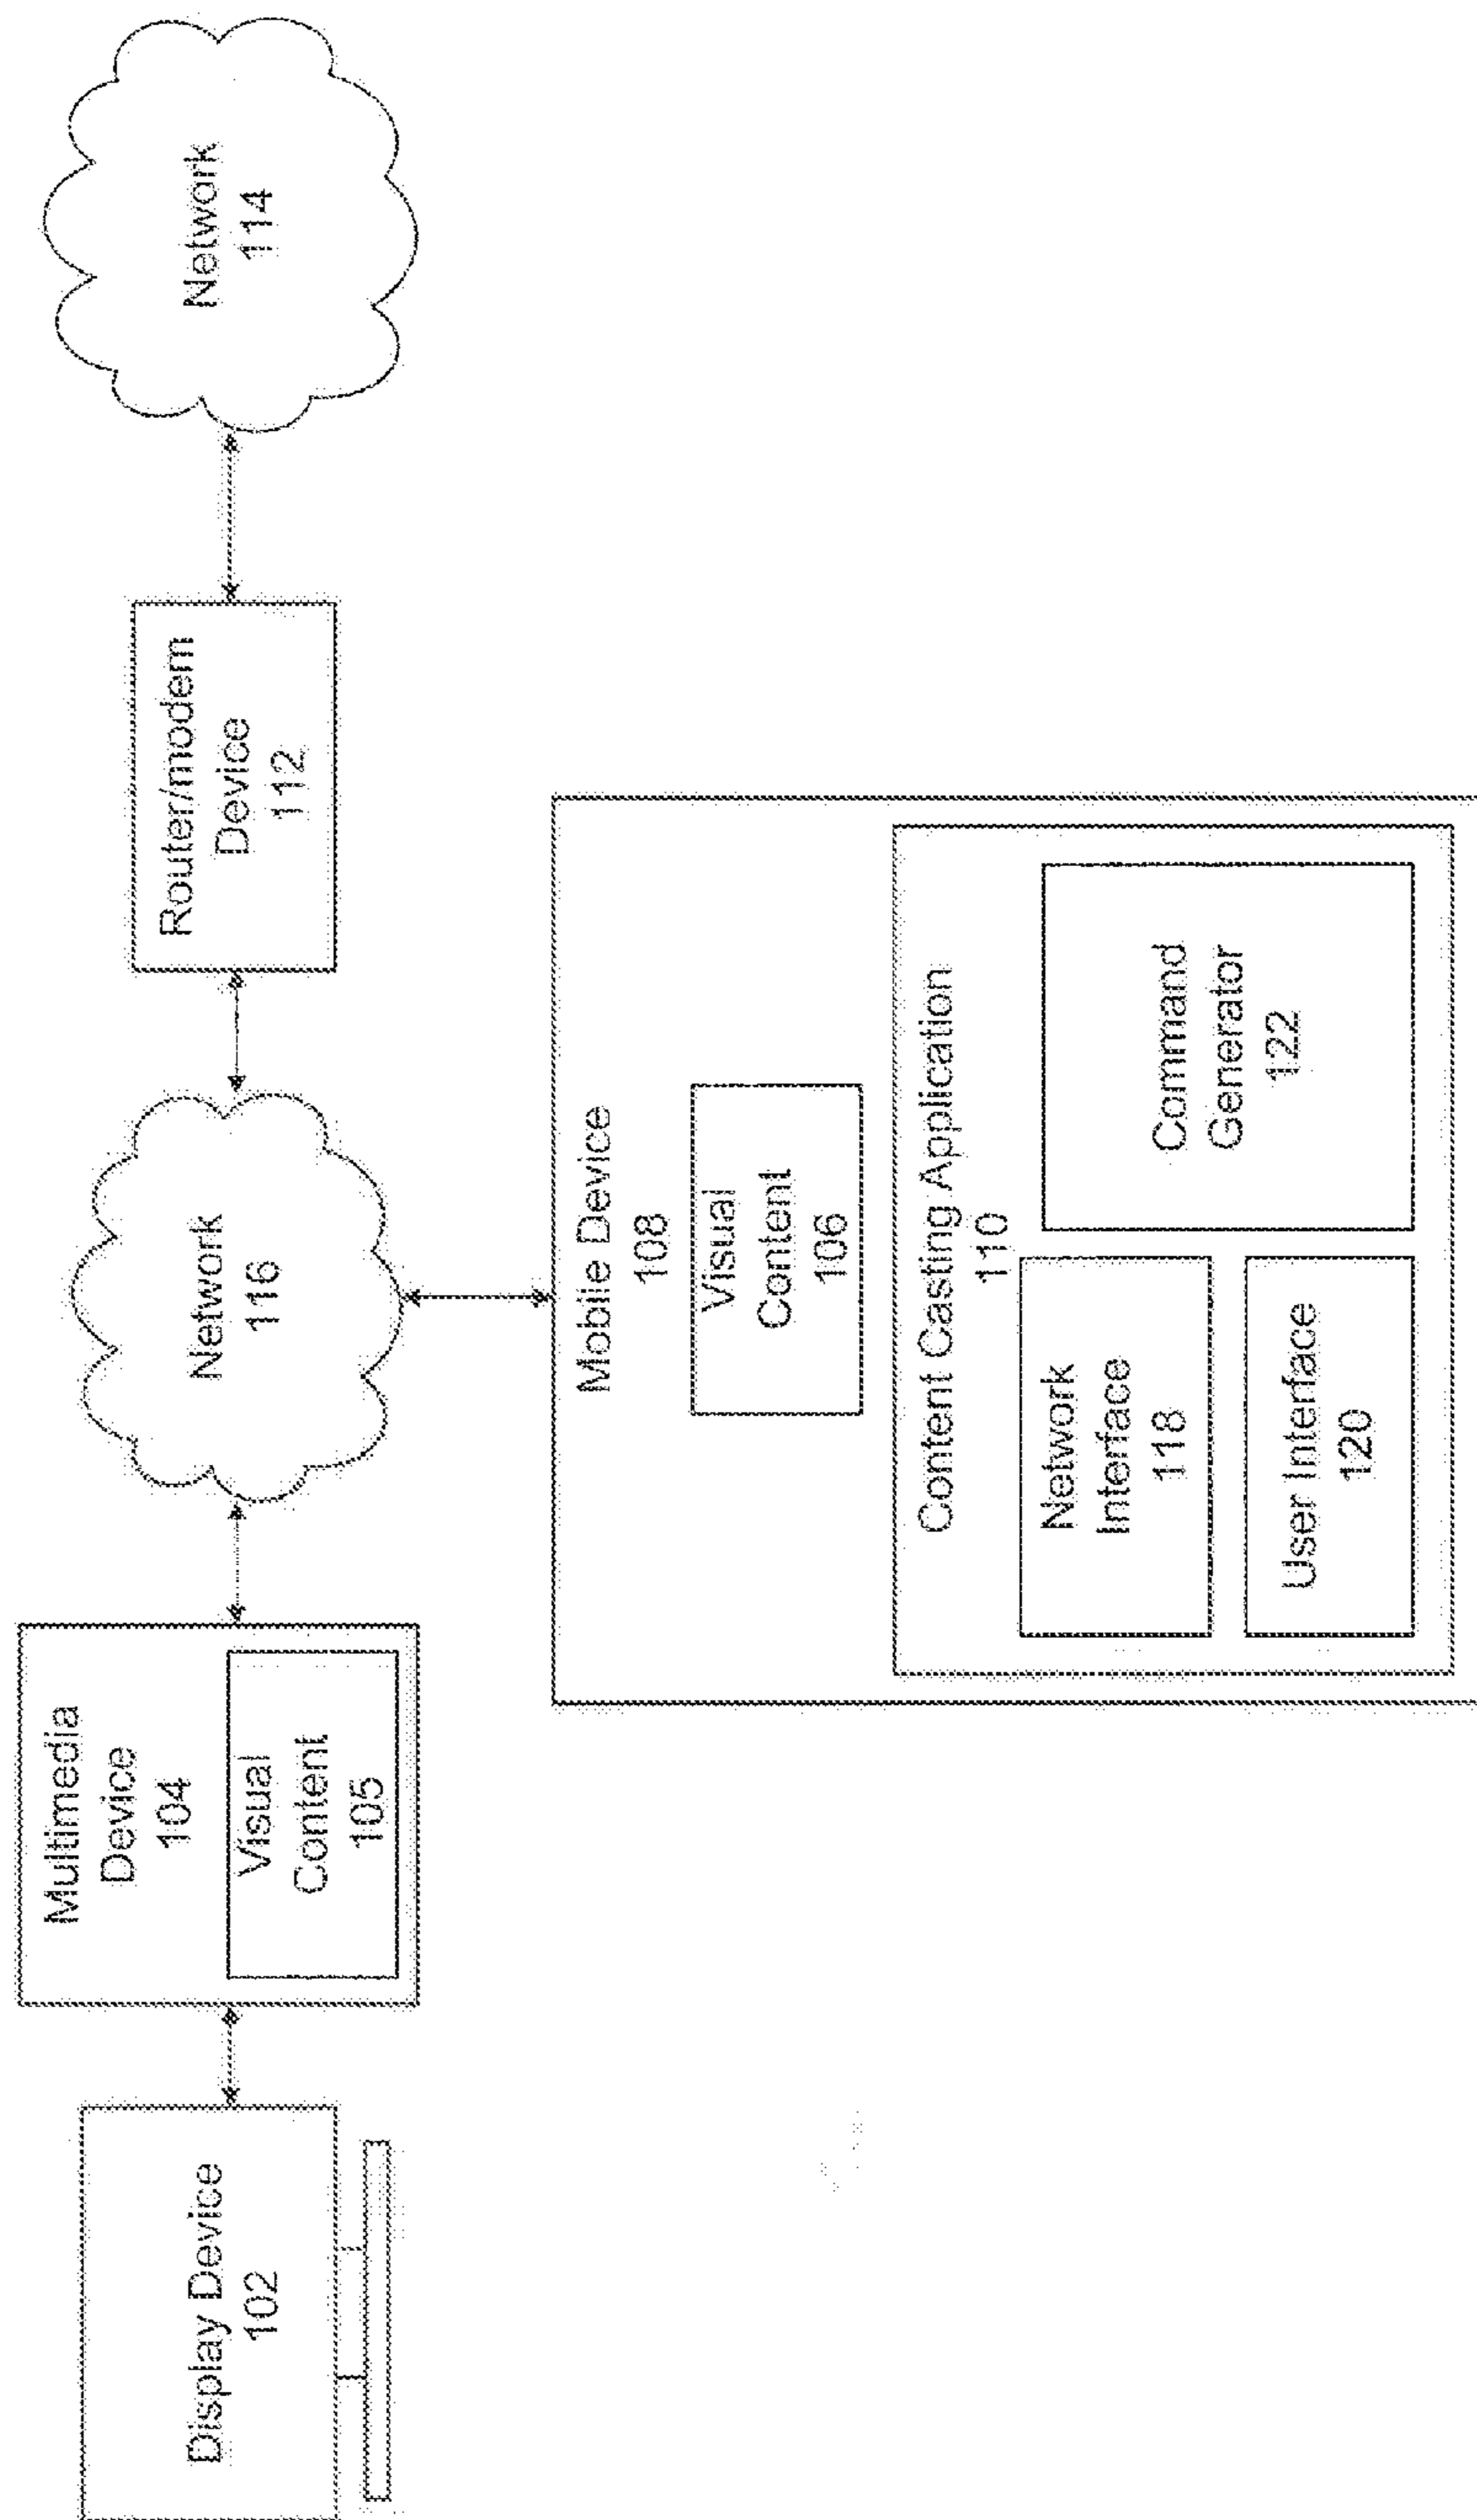 Display Device
102
Multimedia
Device
104
Visual
Content
105
Network
116
Router/modem
Device
112
Network
114
Mobile Device
108
Visual
Content
106
Content Casting Application
110
Network
Interface
118
User Interface
120
Command
Generator
122